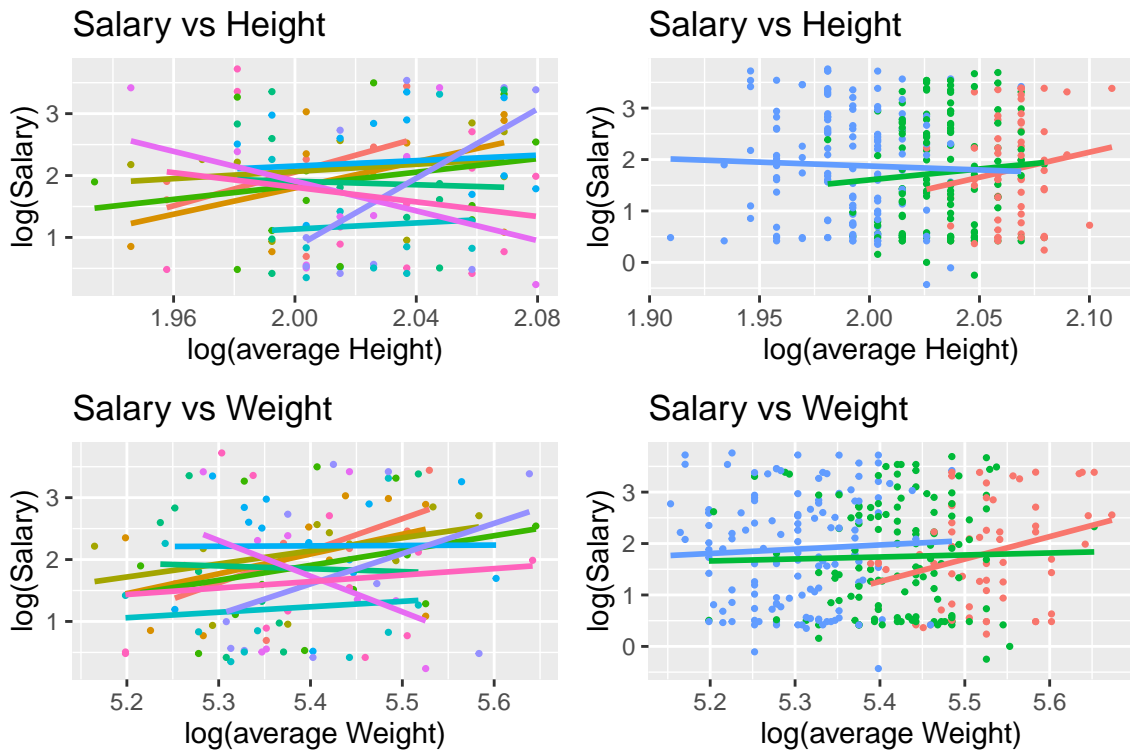 Salary vs Height
log(Salary)
3
2
1
1.96 2.00 2.04 2.08
log(average Height)
Salary vs Height
log(Salary)
3
2
1
0
1.90 1.95 2.00 2.05 2.10
log(average Height)
Salary vs Weight
log(Salary)
3
2
1
5.2 5.3 5.4 5.5 5.6
log(average Weight)
Salary vs Weight
log(Salary)
3
2
1
0
5.2 5.3 5.4 5.5 5.6
log(average Weight)